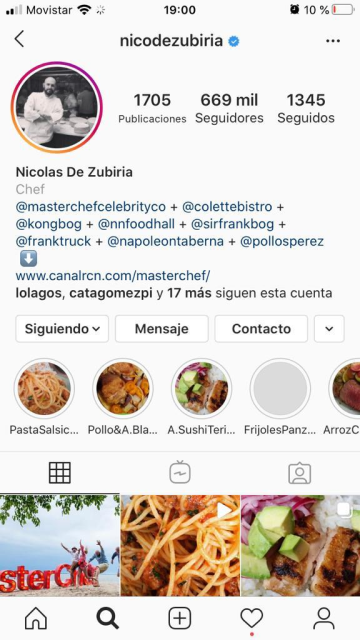 Movistar 19:00 10 %
nicodezubiria
1705 669 mil 1345
Publicaciones Seguidores Seguidos
Nicolas De Zubiria
Chef
@masterchefcelebrityco + @colettebistro +
@kongbog + @nnfoodhall + @sirfrankbog +
@franktruck + @napoleontaberna + @pollosperez
www.canalrcn.com/masterchef/
lolagos, catagomezpi y 17 más siguen esta cuenta
Siguiendo Mensaje Contacto
PastaSalsic... Pollo&A.Bla... A.SushiTeri... FrijolesPanz... ArrozC
sterChe